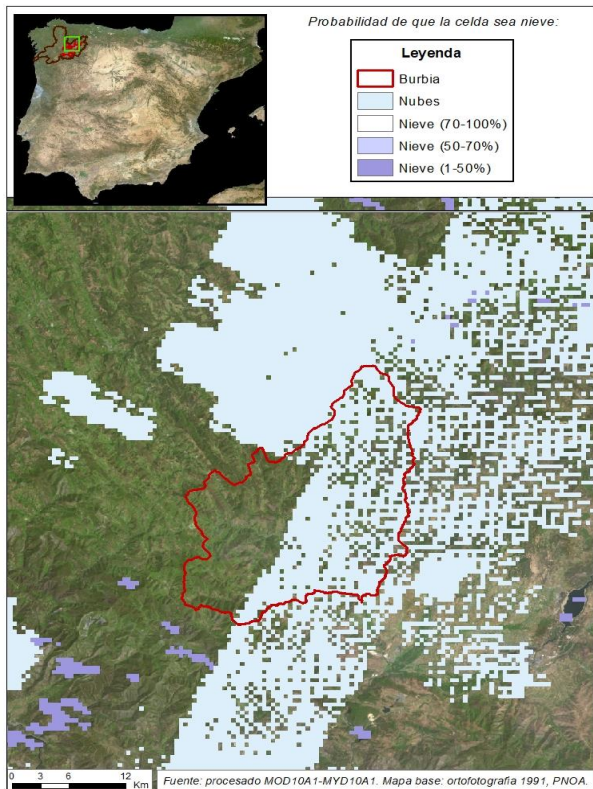 Probabilidad de que la celda sea nieve:
Leyenda
Burbia
Nubes
Nieve (70-100%)
Nieve (50-70%)
Nieve (1-50%)
0 3 6 12
Km
Fuente: procesado MOD10A1-MYD10A1. Mapa base: ortofotografia 1991, PNOA.